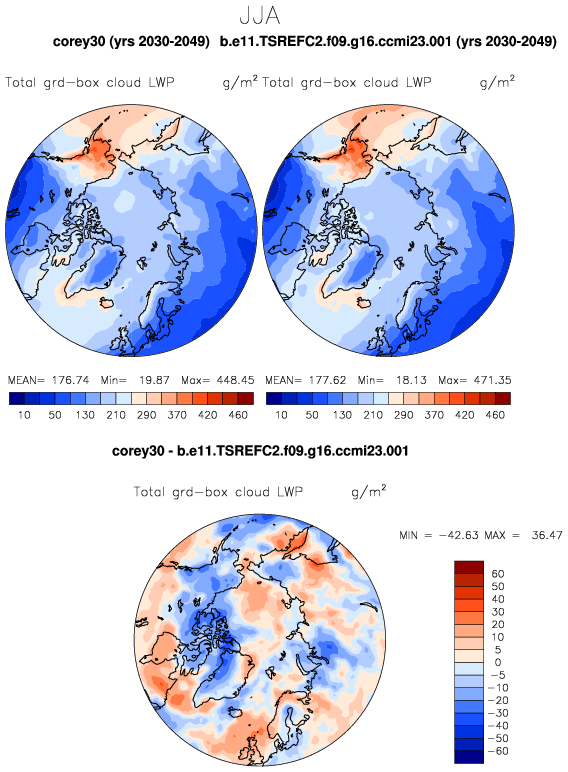 JJA
corey30 (yrs 2030-2049) b.e11.TSREFC2.f09.g16.ccmi23.001 (yrs 2030-2049)
Total grd-box cloud LWP g/m² Total grd-box cloud LWP g/m²
MEAN= 176.74 Min= 19.87 Max= 448.45 MEAN= 177.62 Min= 18.13 Max= 471.35
10 50 130 210 290 370 420 460 10 50 130 210 290 370 420 460
corey30 - b.e11.TSREFC2.f09.g16.ccmi23.001
Total grd-box cloud LWP g/m²
MIN = -42.63 MAX = 36.47
60
50
40
30
20
10
5
0
-5
-10
-20
-30
-40
-50
-60